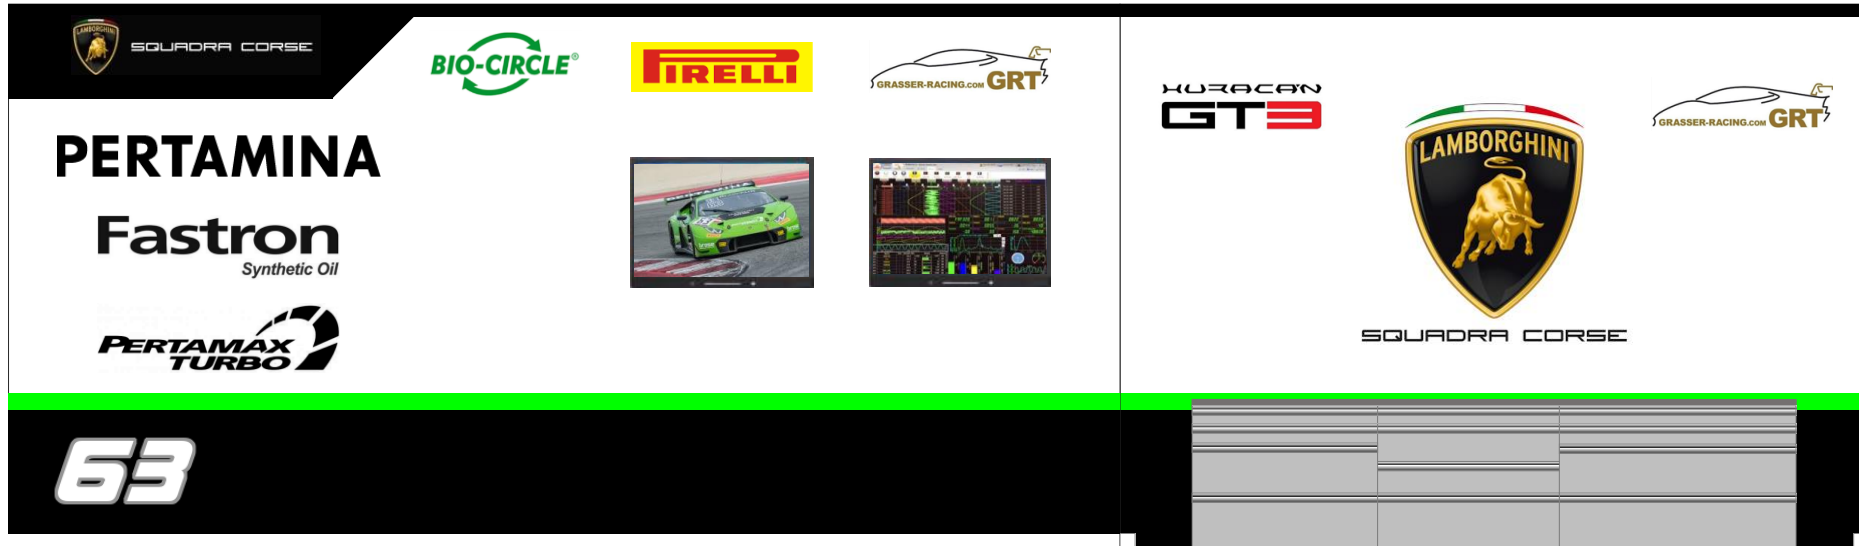 LAMBORGHINI
SQUADRA CORSE
BIO-CIRCLE®
PIRELLI
GRASSER-RACING.COM GRT
PERTAMINA
Fastron
Synthetic Oil
PERTAMAX
TURBO
63
HURACÁN
GT3
LAMBORGHINI
SQUADRA CORSE
GRASSER-RACING.COM GRT